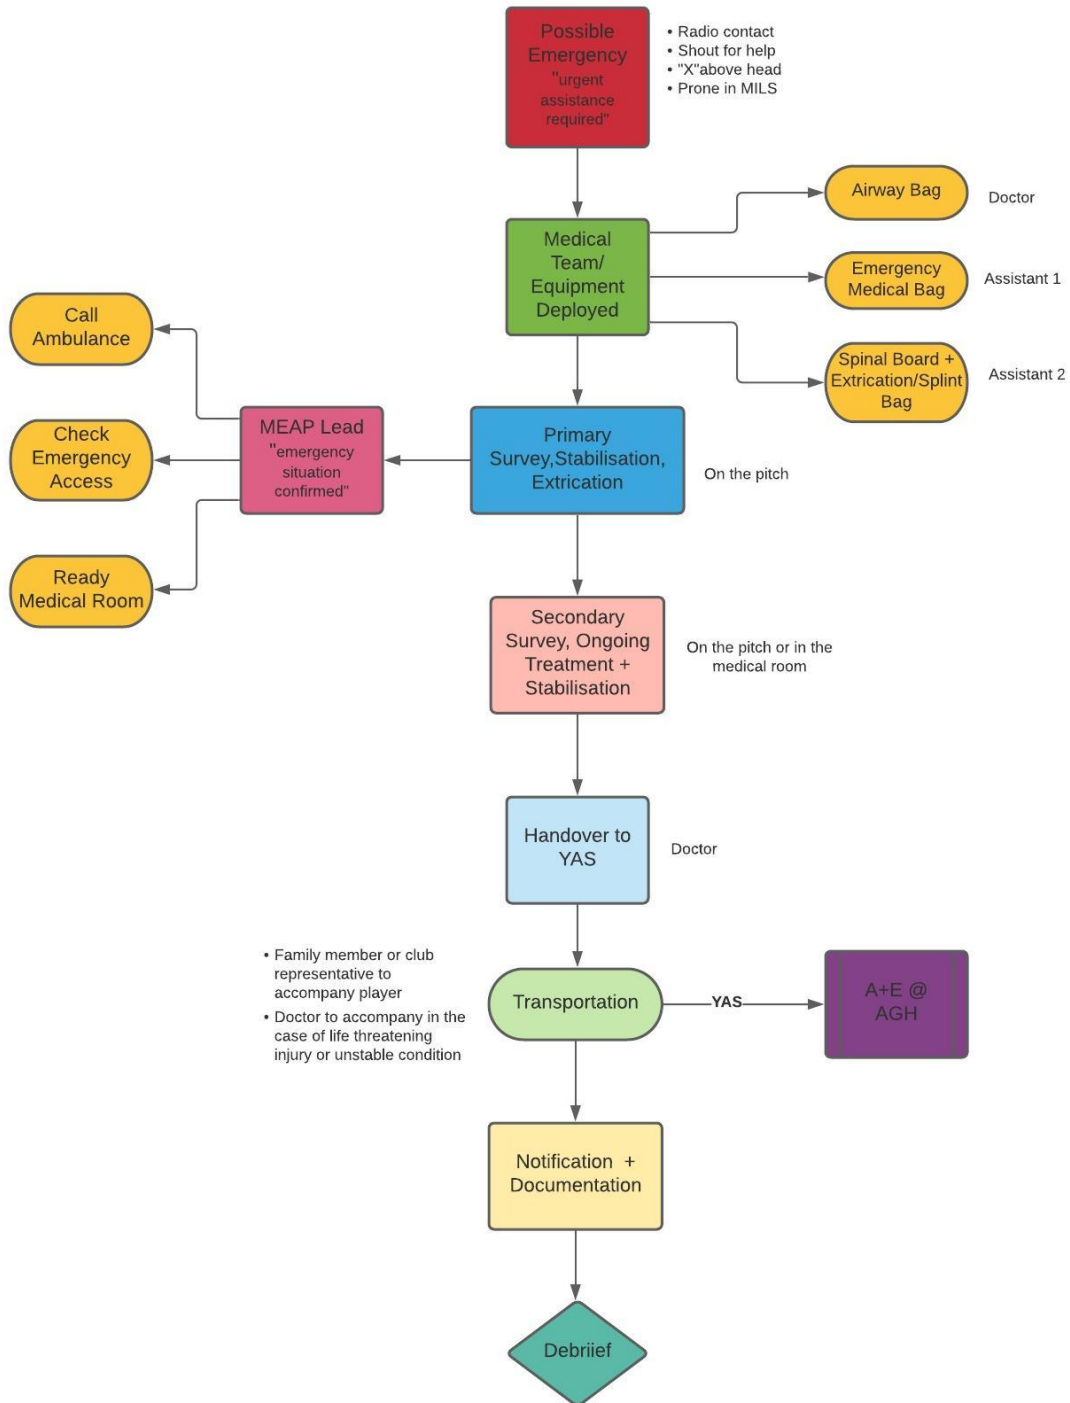 Possible
Emergency
"urgent
assistance
required"
• Radio contact
• Shout for help
• "X"above head
• Prone in MILS
Medical
Team/
Equipment
Deployed
Airway Bag
Doctor
Emergency
Medical Bag
Assistant 1
Spinal Board +
Extrication/Splint
Bag
Assistant 2
Primary
Survey,Stabilisation,
Extrication
On the pitch
MEAP Lead
"emergency
situation
confirmed"
Call
Ambulance
Check
Emergency
Access
Ready
Medical Room
Secondary
Survey, Ongoing
Treatment +
Stabilisation
On the pitch or in the
medical room
Handover to
YAS
Doctor
• Family member or club
representative to
accompany player
• Doctor to accompany in the
case of life threatening
injury or unstable condition
Transportation
YAS
A+E @
AGH
Notification +
Documentation
Debriief